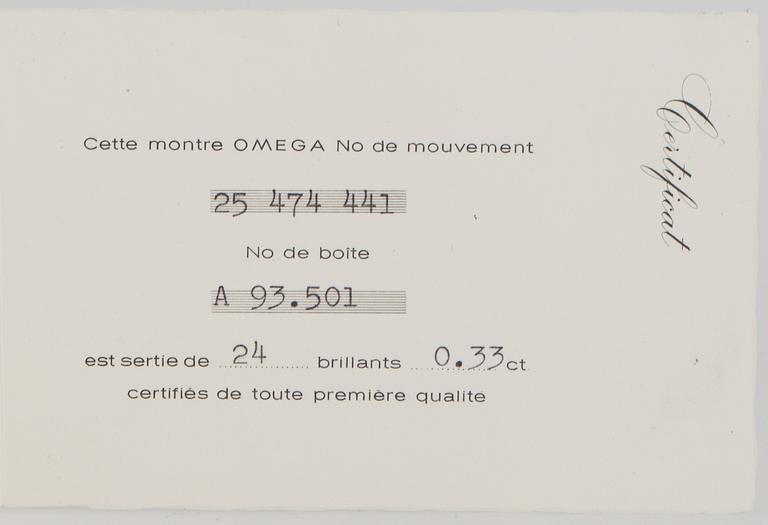 Cette montre OMEGA No de mouvement
25 474 441
No de boîte
A 93.501
est sertie de 24 brillants 0.33 ct
certifiés de toute première qualité
Certificat